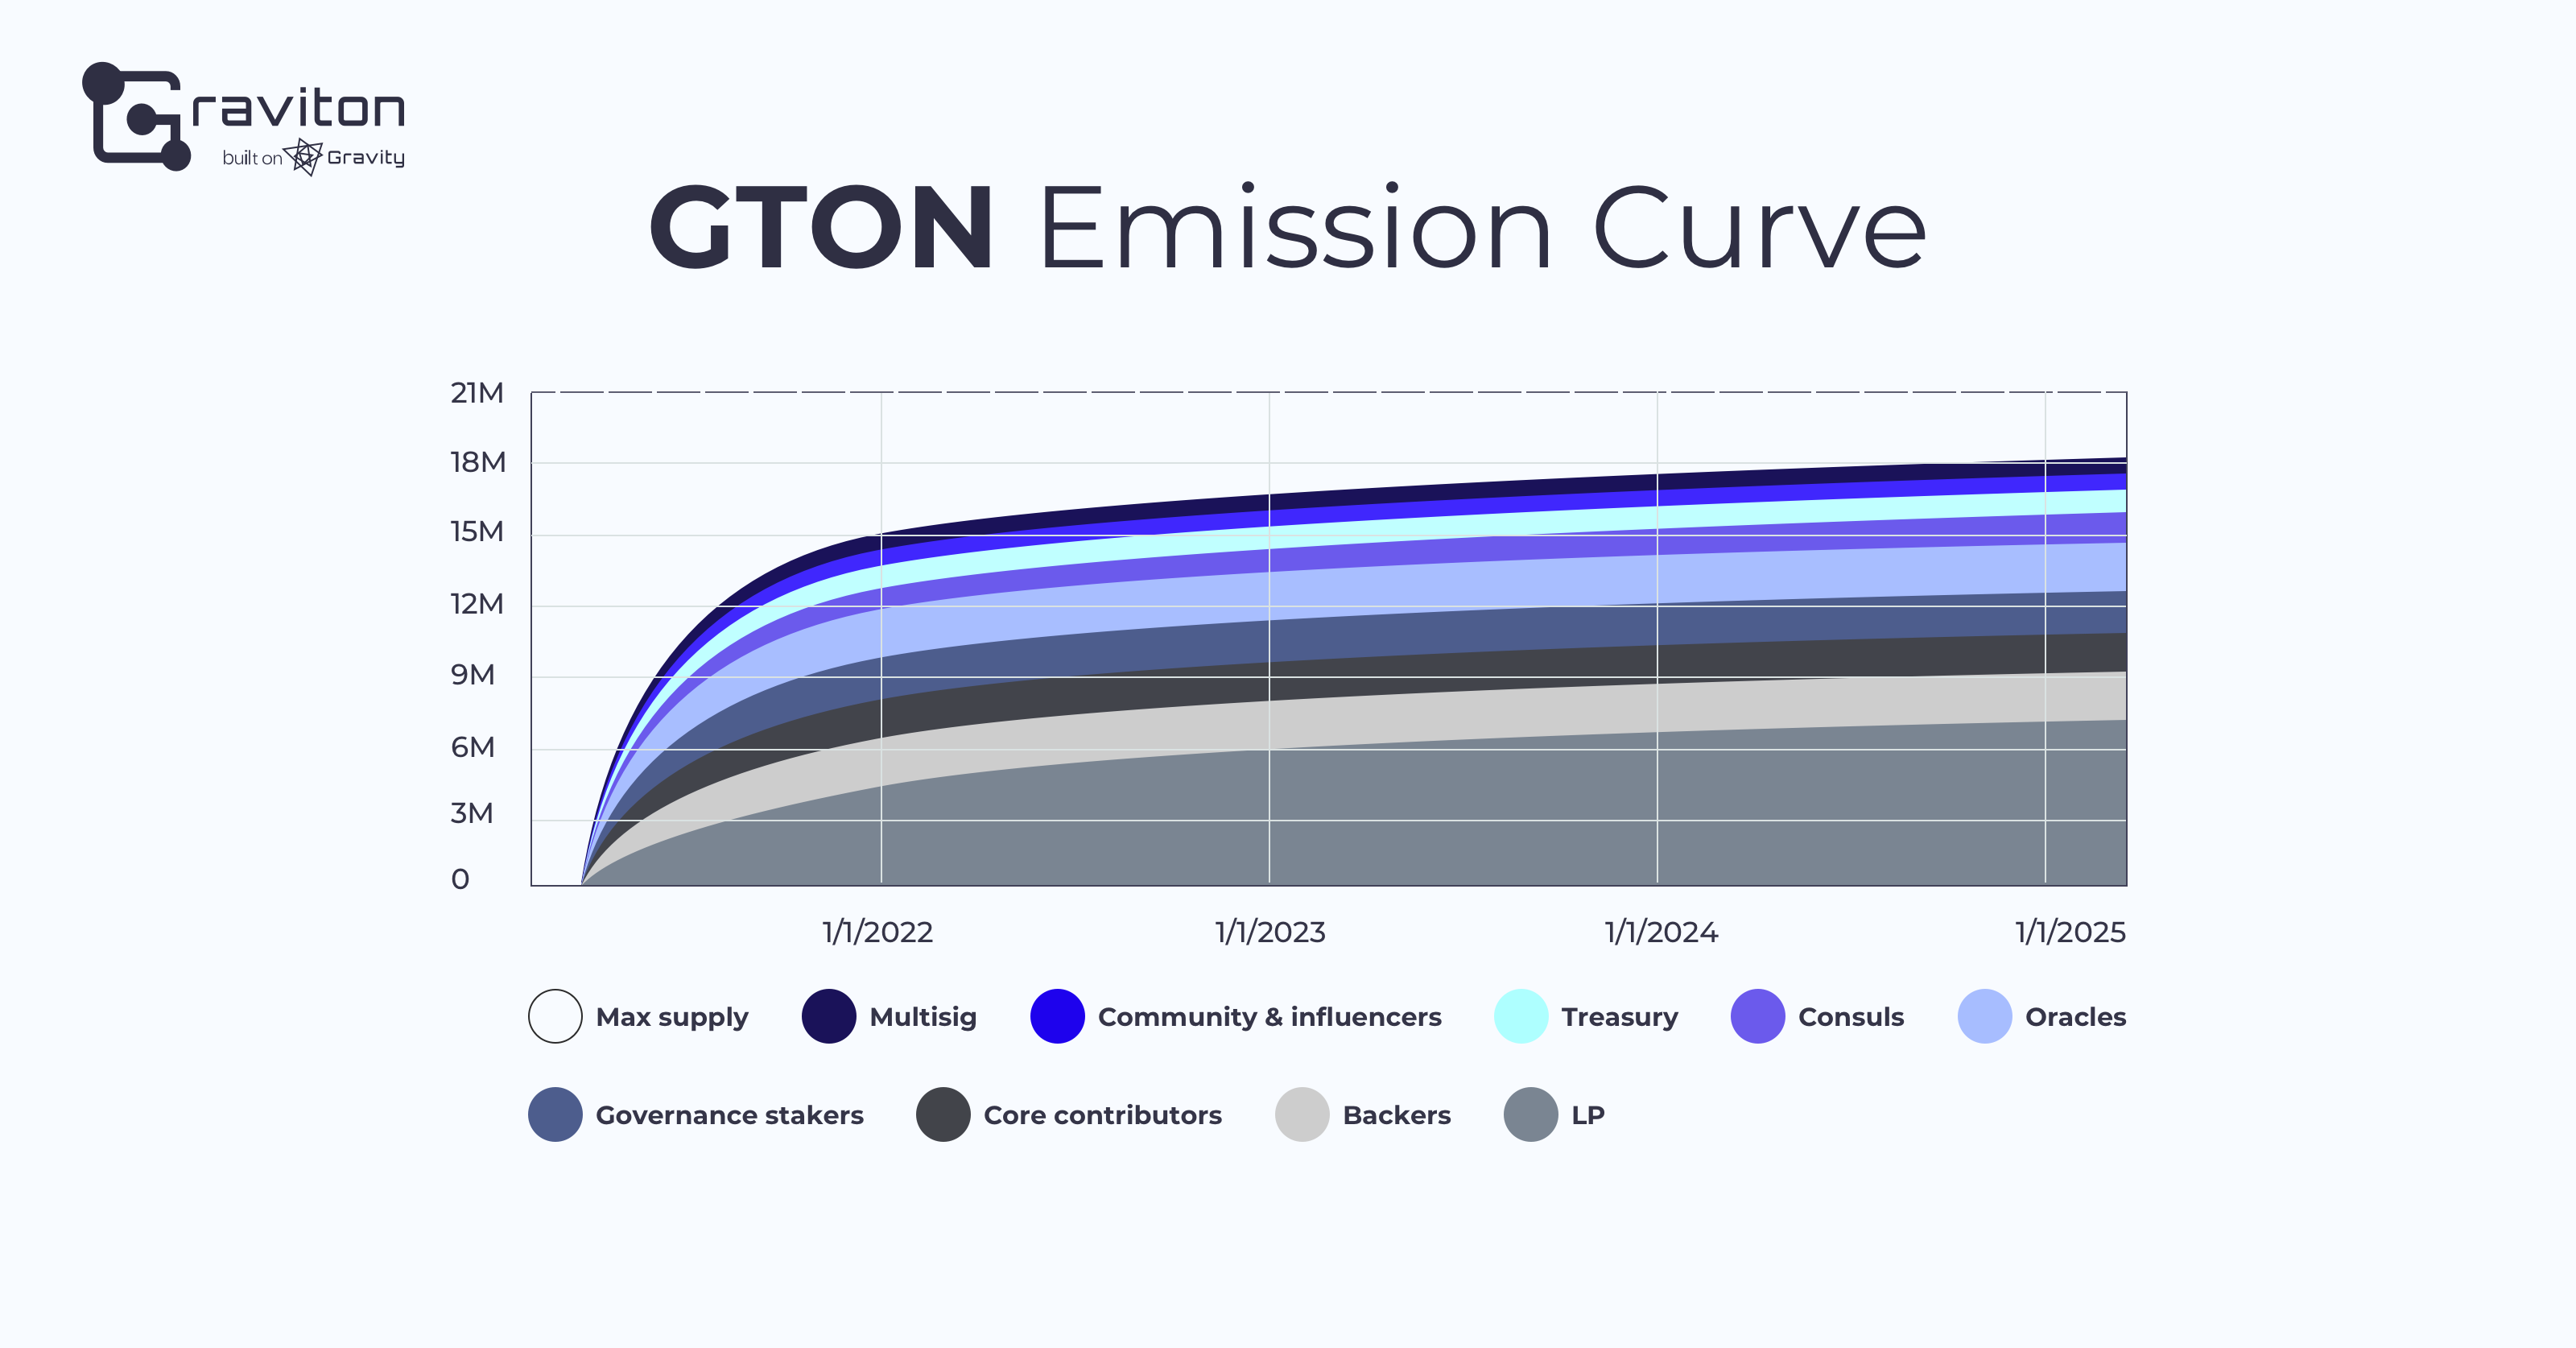 Graviton
built on Gravity
GTON Emission Curve
21M
18M
15M
12M
9M
6M
3M
0
1/1/2022 1/1/2023 1/1/2024 1/1/2025
Max supply Multisig Community & influencers Treasury Consuls Oracles
Governance stakers Core contributors Backers LP